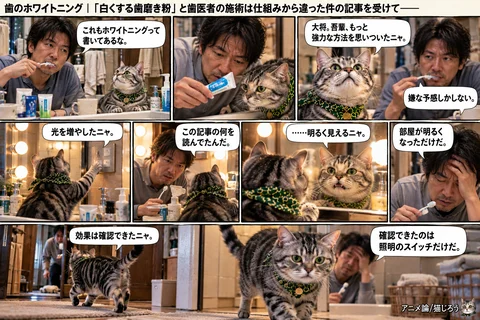 歯のホワイトニング｜「白くする歯磨き粉」と歯医者の施術は仕組みから違った件の記事を受けて――
これもホワイトニングって
書いてあるな。
大将、吾輩、もっと
強力な方法を思いついたニャ。
嫌な予感しかしない。
光を増やしたニャ。
この記事の何を
読んでたんだ。
……明るく見えるニャ。
部屋が明るく
なっただけだ。
効果は確認できたニャ。
確認できたのは
照明のスイッチだけだ。
アニメ論/猫じろう